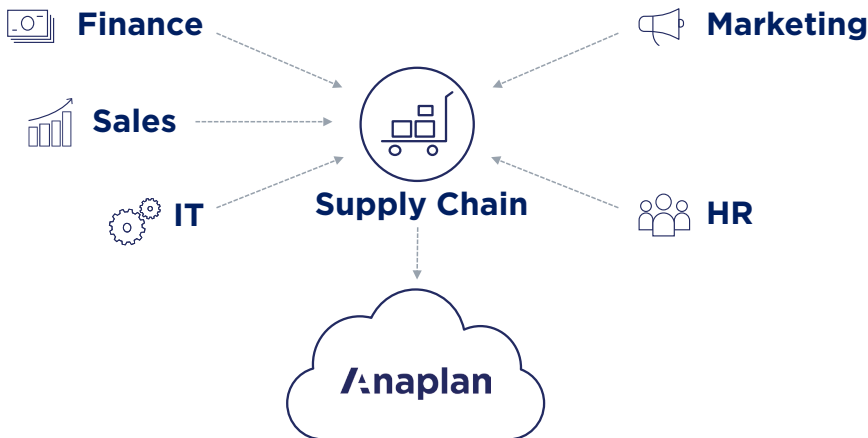 Finance
Marketing
Sales
IT
Supply Chain
HR
Anaplan